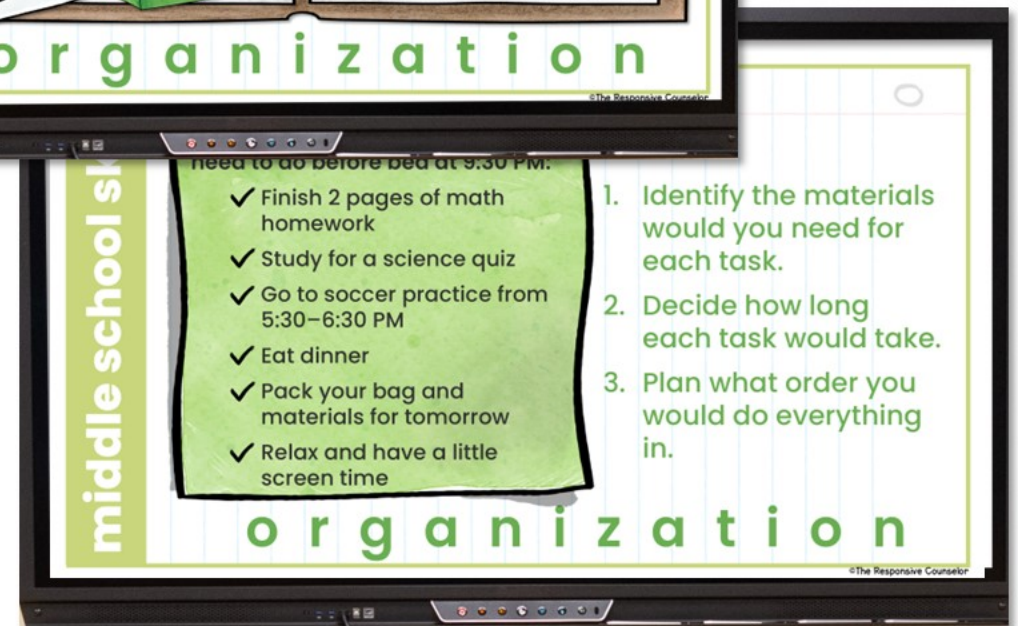 organization
©The Responsive Counselor
middle school
need to do before bed at 9:30 PM:
✓ Finish 2 pages of math
homework
✓ Study for a science quiz
✓ Go to soccer practice from
5:30–6:30 PM
✓ Eat dinner
✓ Pack your bag and
materials for tomorrow
✓ Relax and have a little
screen time
1. Identify the materials
would you need for
each task.
2. Decide how long
each task would take.
3. Plan what order you
would do everything
in.
organization
©The Responsive Counselor